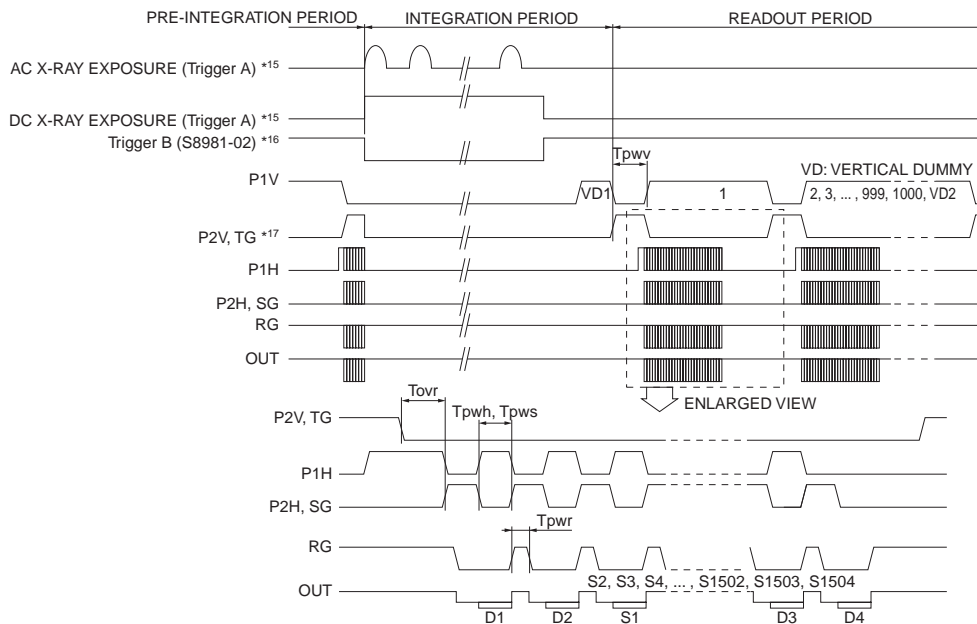 PRE-INTEGRATION PERIOD INTEGRATION PERIOD READOUT PERIOD
AC X-RAY EXPOSURE (Trigger A) *15
DC X-RAY EXPOSURE (Trigger A) *15
Trigger B (S8981-02) *16
Tpwv
VD: VERTICAL DUMMY
P1V
VD1 1 2, 3, ... , 999, 1000, VD2
P2V, TG *17
P1H
P2H, SG
RG
OUT
ENLARGED VIEW
Tovr
Tpwh, Tpws
P2V, TG
P1H
P2H, SG
Tpwr
RG
S2, S3, S4, ... , S1502, S1503, S1504
OUT
D1 D2 S1 D3 D4